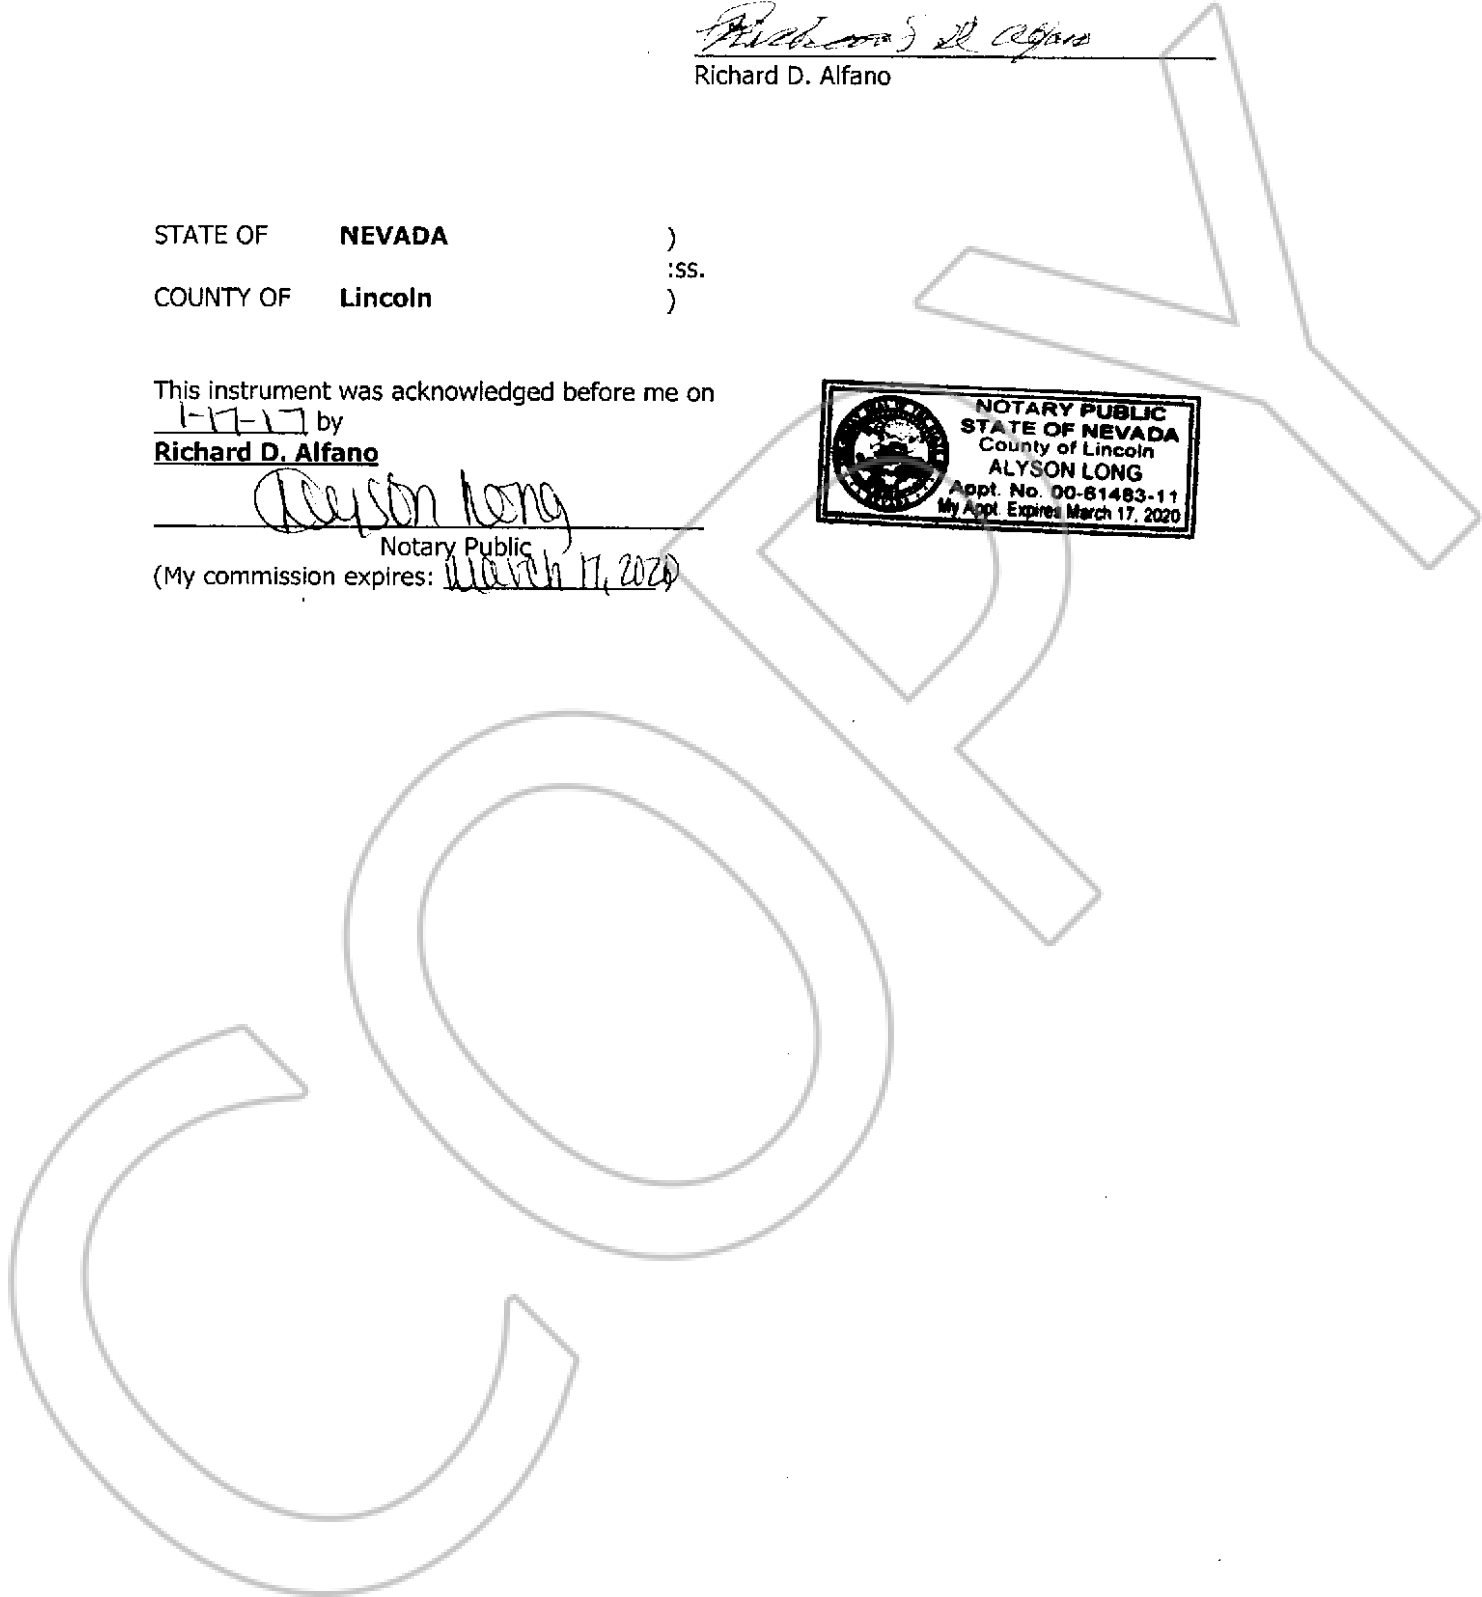 Richard D Alfano
Richard D. Alfano
STATE OF NEVADA )
:ss.
COUNTY OF Lincoln )
This instrument was acknowledged before me on
1-17-17 by
Richard D. Alfano
Alyson Long
Notary Public
(My commission expires: March 17, 2020)
NOTARY PUBLIC
STATE OF NEVADA
County of Lincoln
ALYSON LONG
Appt. No. 00-61483-11
My Appt. Expires March 17, 2020
COPY